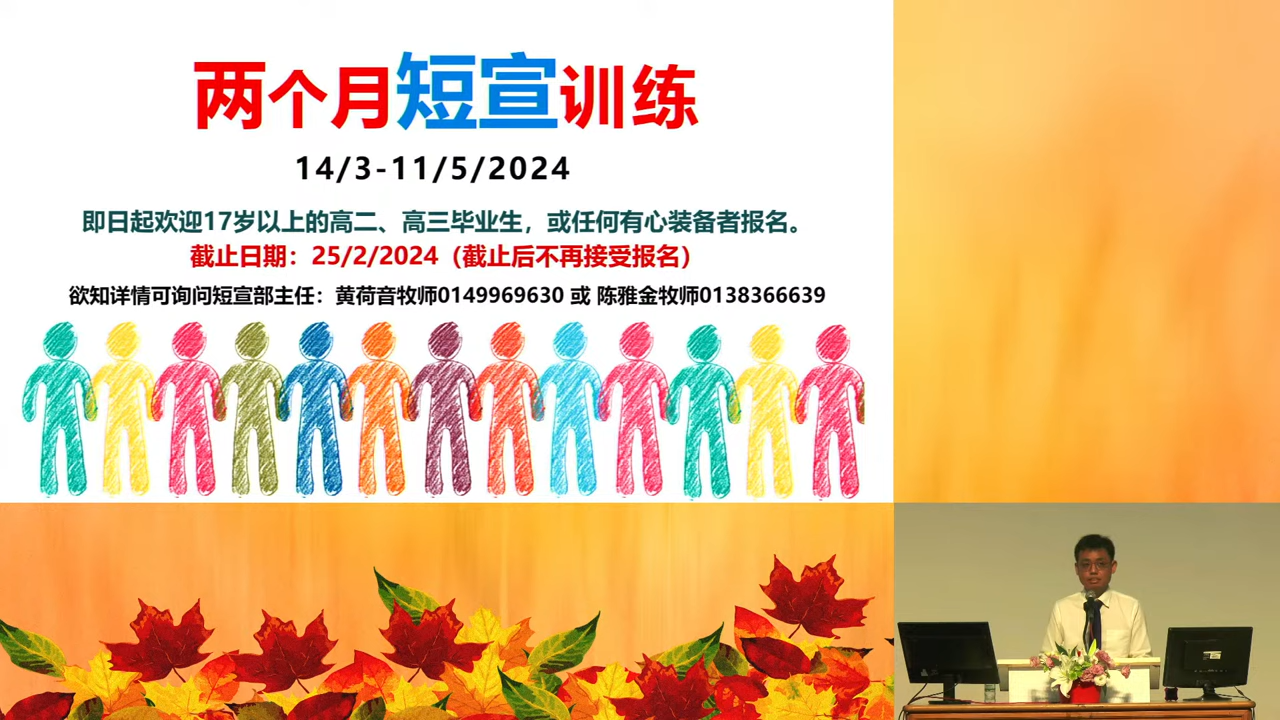 两个月短宣训练
14/3-11/5/2024
即日起欢迎17岁以上的高二、高三毕业生，或任何有心装备者报名。
截止日期：25/2/2024（截止后不再接受报名）
欲知详情可询问短宣部主任：黄荷音牧师0149969630 或 陈雅金牧师0138366639